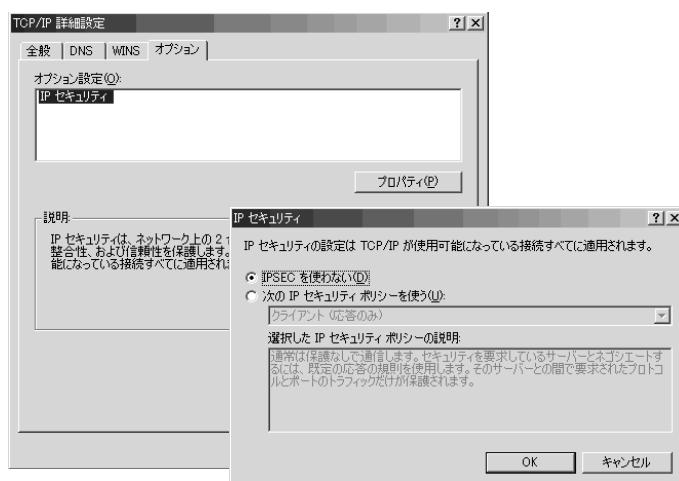 TCP/IP 詳細設定
全般 DNS WINS オプション
オプション設定(O):
IP セキュリティ
プロパティ(P)
説明:
IP セキュリティは、ネットワーク上の 2
整合性、および信頼性を保護します。
能になっている接続すべてに適用され
IP セキュリティ
IP セキュリティの設定は TCP/IP が使用可能になっている接続すべてに適用されます。
IPSEC を使わない(D)
次の IP セキュリティ ポリシーを使う(U):
クライアント (応答のみ)
選択した IP セキュリティ ポリシーの説明:
通常は保護なしで通信します。セキュリティを要求しているサーバーとネゴシエートす
るには、既定の応答の規則を使用します。そのサーバーとの間で要求されたプロトコ
ルとポートのトラフィックだけが保護されます。
OK キャンセル